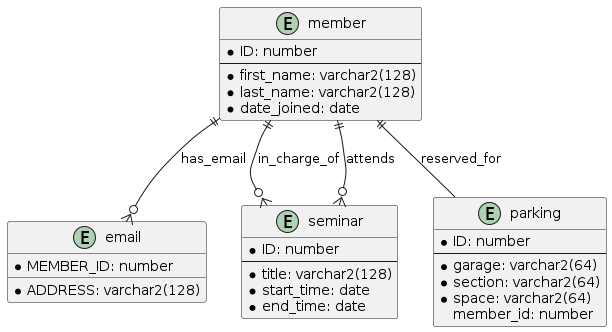 E member
* ID: number
* first_name: varchar2(128)
* last_name: varchar2(128)
* date_joined: date
has_email
in_charge_of
attends
reserved_for
E email
* MEMBER_ID: number
* ADDRESS: varchar2(128)
E seminar
* ID: number
* title: varchar2(128)
* start_time: date
* end_time: date
E parking
* ID: number
* garage: varchar2(64)
* section: varchar2(64)
* space: varchar2(64)
member_id: number